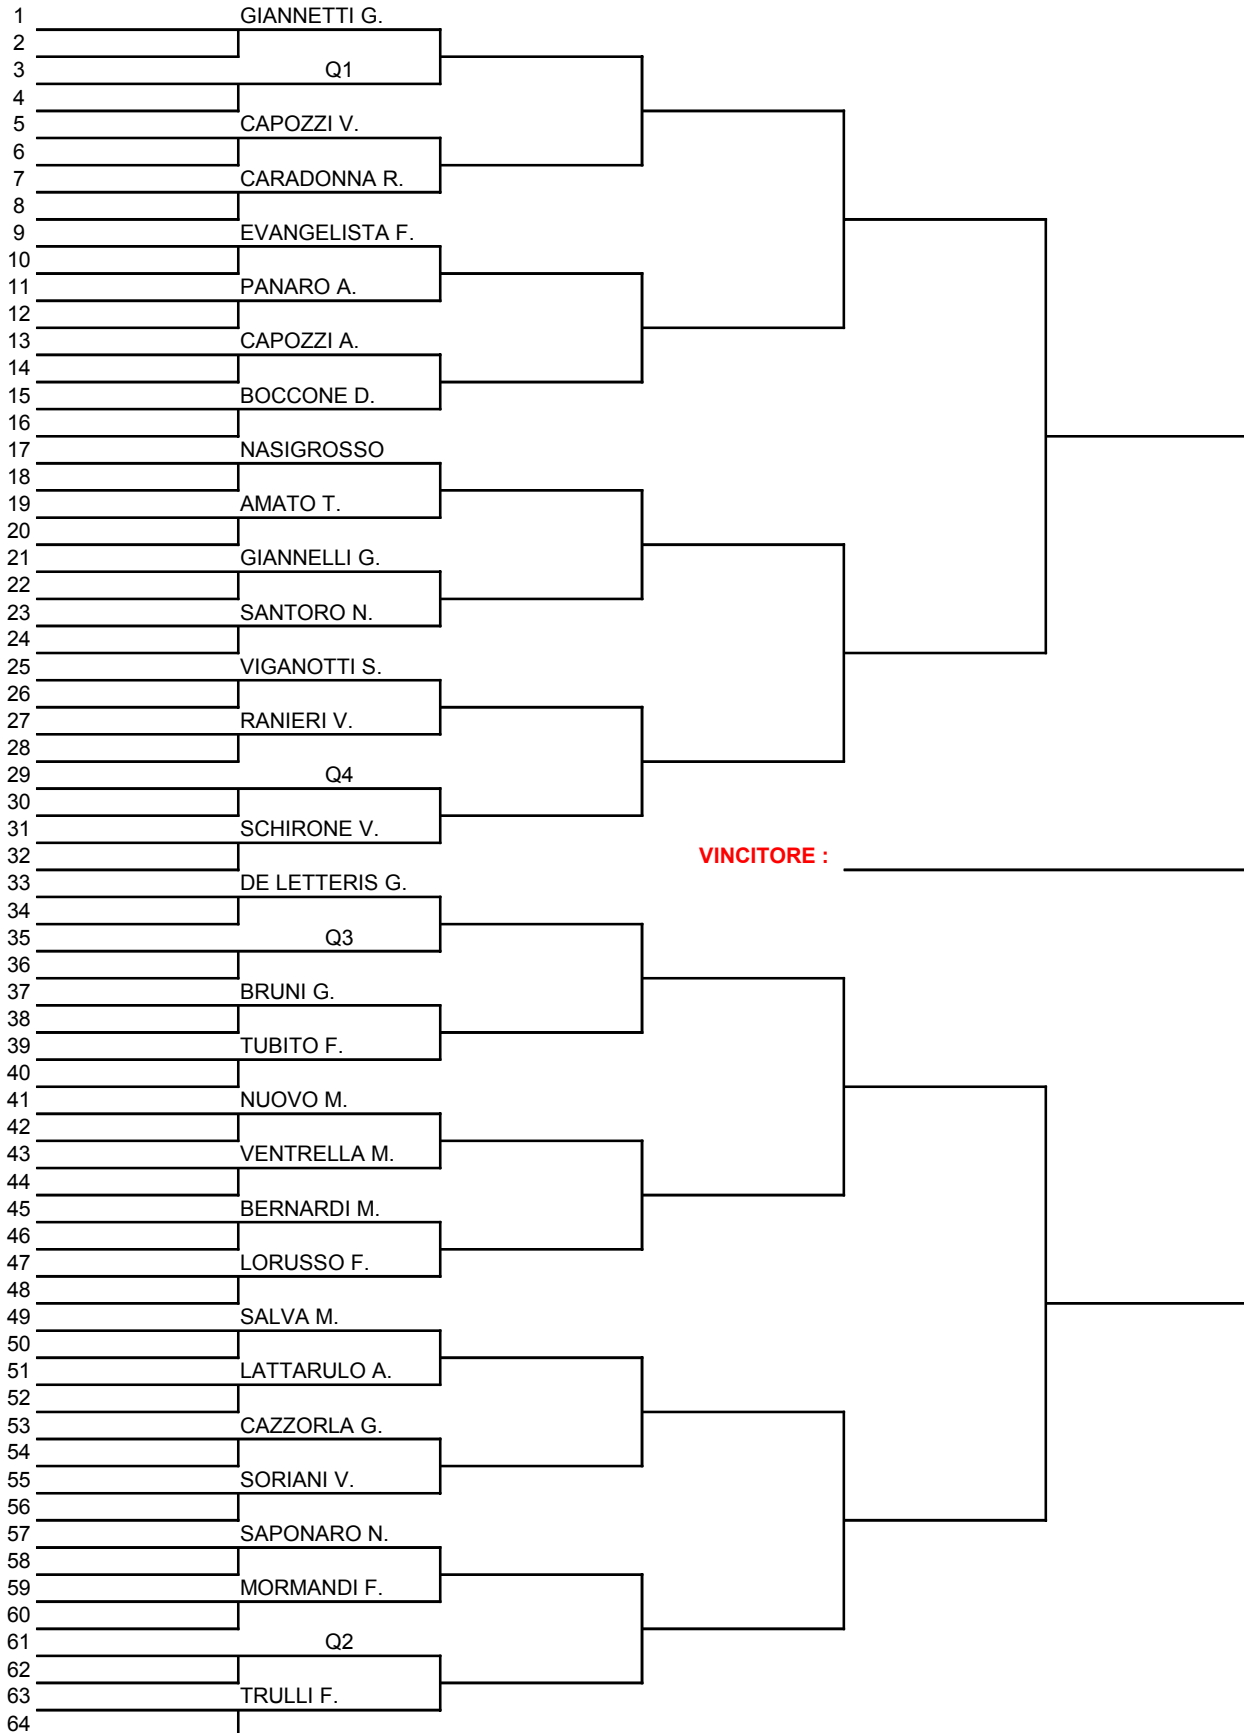 1 GIANNETTI G.
2
3 Q1
4
5 CAPOZZI V.
6
7 CARADONNA R.
8
9 EVANGELISTA F.
10
11 PANARO A.
12
13 CAPOZZI A.
14
15 BOCCONE D.
16
17 NASIGROSSO
18
19 AMATO T.
20
21 GIANNELLI G.
22
23 SANTORO N.
24
25 VIGANOTTI S.
26
27 RANIERI V.
28
29 Q4
30
31 SCHIRONE V.
32 VINCITORE :
33 DE LETTERIS G.
34
35 Q3
36
37 BRUNI G.
38
39 TUBITO F.
40
41 NUOVO M.
42
43 VENTRELLA M.
44
45 BERNARDI M.
46
47 LORUSSO F.
48
49 SALVA M.
50
51 LATTARULO A.
52
53 CAZZORLA G.
54
55 SORIANI V.
56
57 SAPONARO N.
58
59 MORMANDI F.
60
61 Q2
62
63 TRULLI F.
64